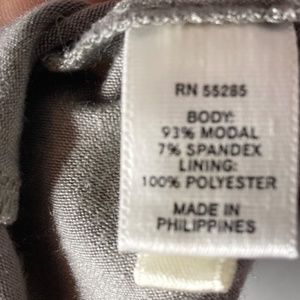 RN 55285
BODY:
93% MODAL
7% SPANDEX
LINING:
100% POLYESTER
MADE IN
PHILIPPINES